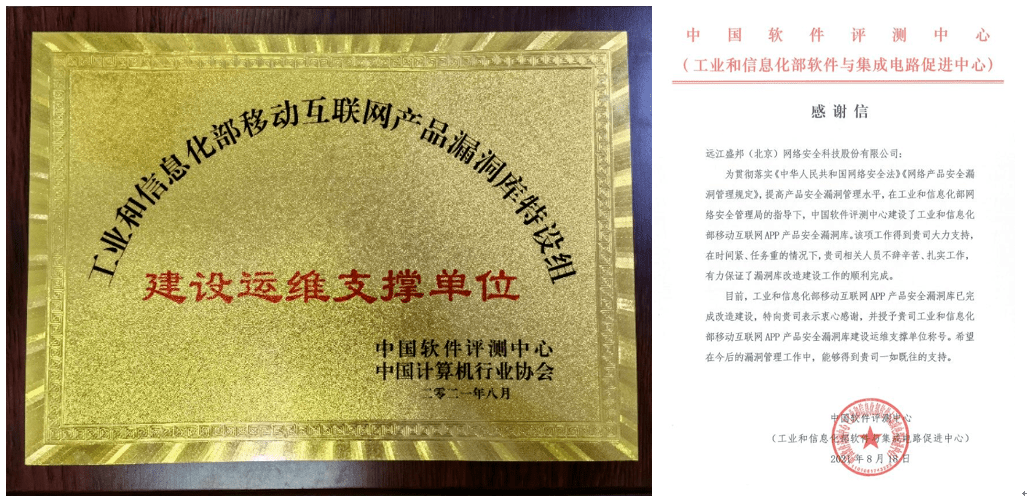 工业和信息化部移动互联网产品漏洞库特设组
建设运维支撑单位
中国软件评测中心
中国计算机行业协会
二零二一年八月
中国软件评测中心
(工业和信息化部软件与集成电路促进中心)
感谢信
远江盛邦（北京）网络安全科技股份有限公司：
为贯彻落实《中华人民共和国网络安全法》《网络产品安全漏
洞管理规定》，提高产品安全漏洞管理水平，在工业和信息化部网
络安全管理局的指导下，中国软件评测中心建设了工业和信息化
部移动互联网APP产品安全漏洞库。该项工作得到贵司大力支持，
在时间紧、任务重的情况下，贵司相关人员不辞辛苦、扎实工作，
有力保证了漏洞库改造建设工作的顺利完成。
目前，工业和信息化部移动互联网APP产品安全漏洞库已完
成改造建设，特向贵司表示衷心感谢，并授予贵司工业和信息化
部移动互联网APP产品安全漏洞库建设运维支撑单位称号。希望
在今后的漏洞管理工作中，能够得到贵司一如既往的支持。
中国软件评测中心
（工业和信息化部软件与集成电路促进中心）
2021年8月18日